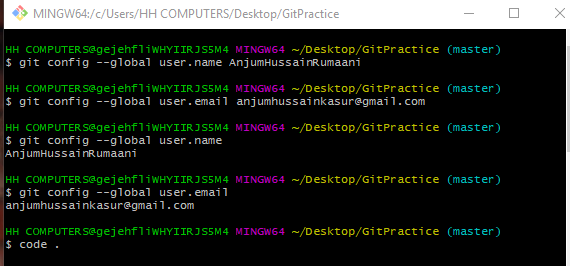 MINGW64:/c/Users/HH COMPUTERS/Desktop/GitPractice
HH COMPUTERS@gejehfliWHYIIRJS5M4 MINGW64 ~/Desktop/GitPractice (master)
$ git config --global user.name AnjumHussainRumaani
HH COMPUTERS@gejehfliWHYIIRJS5M4 MINGW64 ~/Desktop/GitPractice (master)
$ git config --global user.email anjumhussainkasur@gmail.com
HH COMPUTERS@gejehfliWHYIIRJS5M4 MINGW64 ~/Desktop/GitPractice (master)
$ git config --global user.name
AnjumHussainRumaani
HH COMPUTERS@gejehfliWHYIIRJS5M4 MINGW64 ~/Desktop/GitPractice (master)
$ git config --global user.email
anjumhussainkasur@gmail.com
HH COMPUTERS@gejehfliWHYIIRJS5M4 MINGW64 ~/Desktop/GitPractice (master)
$ code .